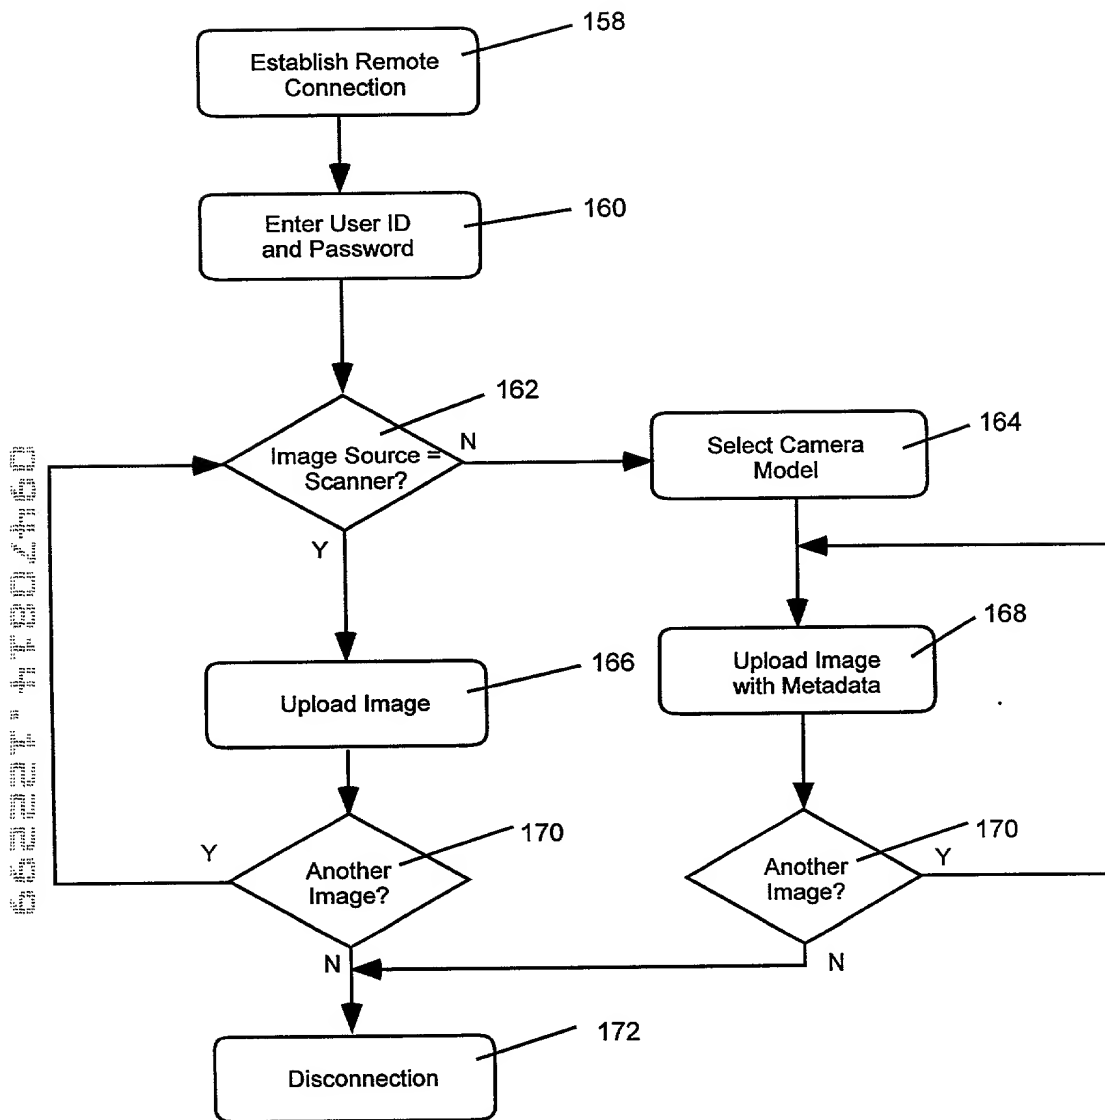 158
Establish Remote
Connection
160
Enter User ID
and Password
162
Image Source =
Scanner?
N
164
Select Camera
Model
Y
166
Upload Image
168
Upload Image
with Metadata
170
Another
Image?
Y
170
Another
Image?
Y
N
N
172
Disconnection